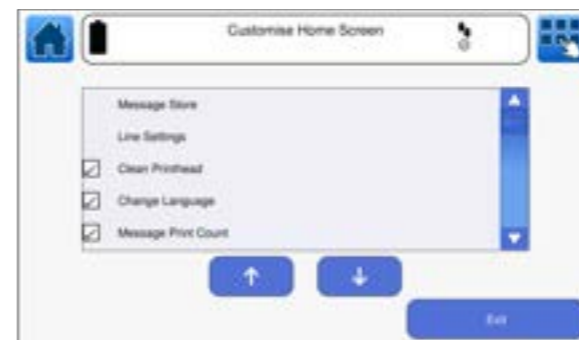 Customise Home Screen
Message Store
Line Settings
Clean Printhead
Change Language
Message Print Count
Exit